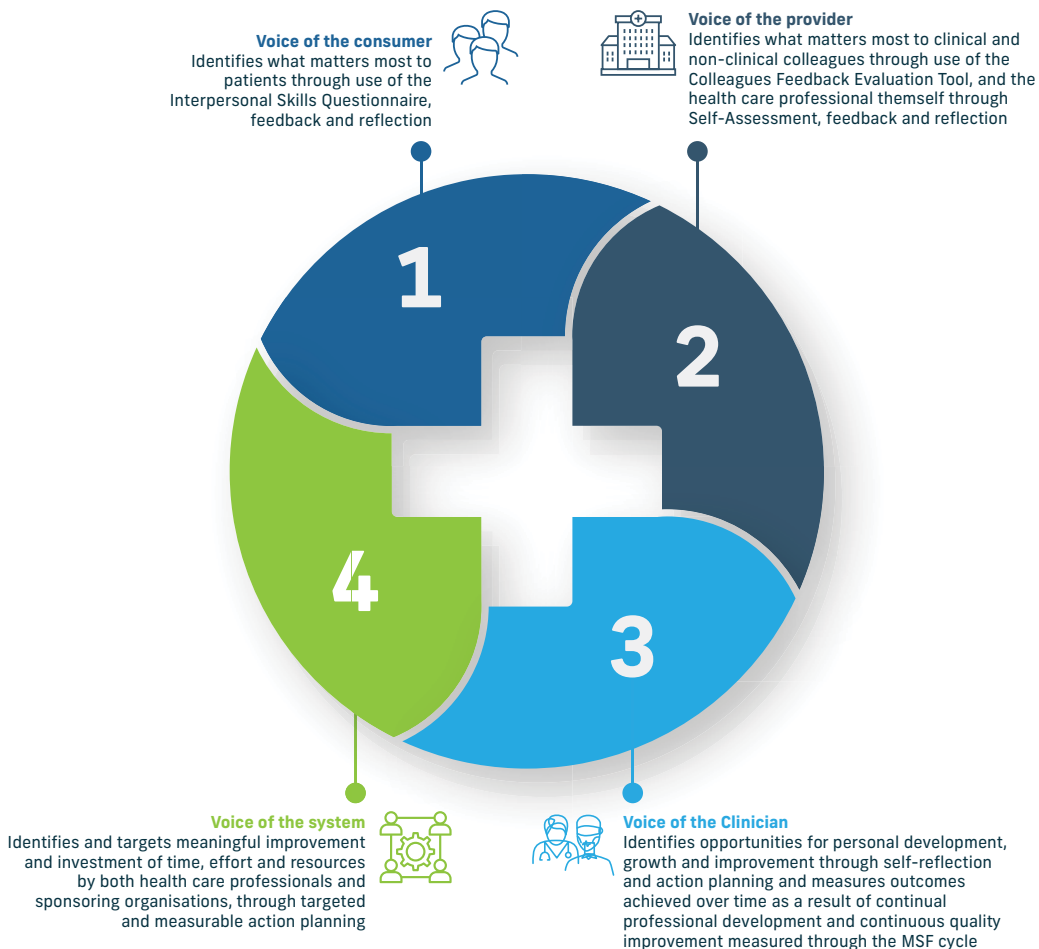 Voice of the consumer
Identifies what matters most to
patients through use of the
Interpersonal Skills Questionnaire,
feedback and reflection
Voice of the provider
Identifies what matters most to clinical and
non-clinical colleagues through use of the
Colleagues Feedback Evaluation Tool, and the
health care professional themself through
Self-Assessment, feedback and reflection
1
2
3
4
Voice of the system
Identifies and targets meaningful improvement
and investment of time, effort and resources
by both health care professionals and
sponsoring organisations, through targeted
and measurable action planning
Voice of the Clinician
Identifies opportunities for personal development,
growth and improvement through self-reflection
and action planning and measures outcomes
achieved over time as a result of continual
professional development and continuous quality
improvement measured through the MSF cycle